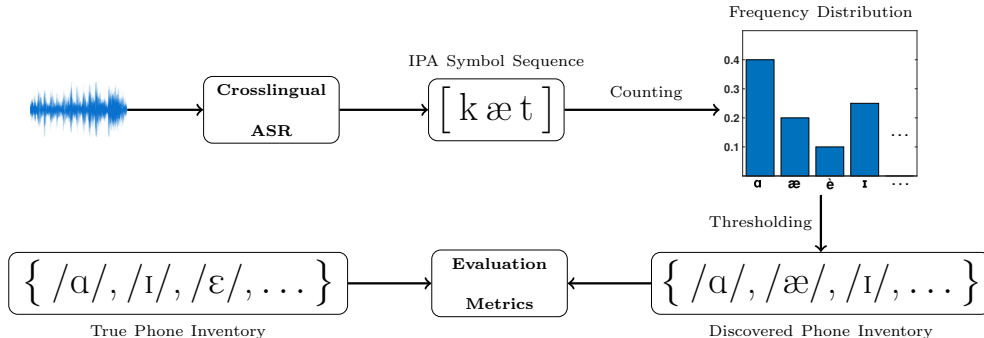 Frequency Distribution
IPA Symbol Sequence
Crosslingual
ASR
[ k æ t ]
Counting
0.4
0.3
0.2
0.1
...
ɑ æ è ɪ ...
Thresholding
{ /ɑ/, /ɪ/, /ɛ/, ... }
Evaluation
Metrics
{ /ɑ/, /æ/, /ɪ/, ... }
True Phone Inventory
Discovered Phone Inventory